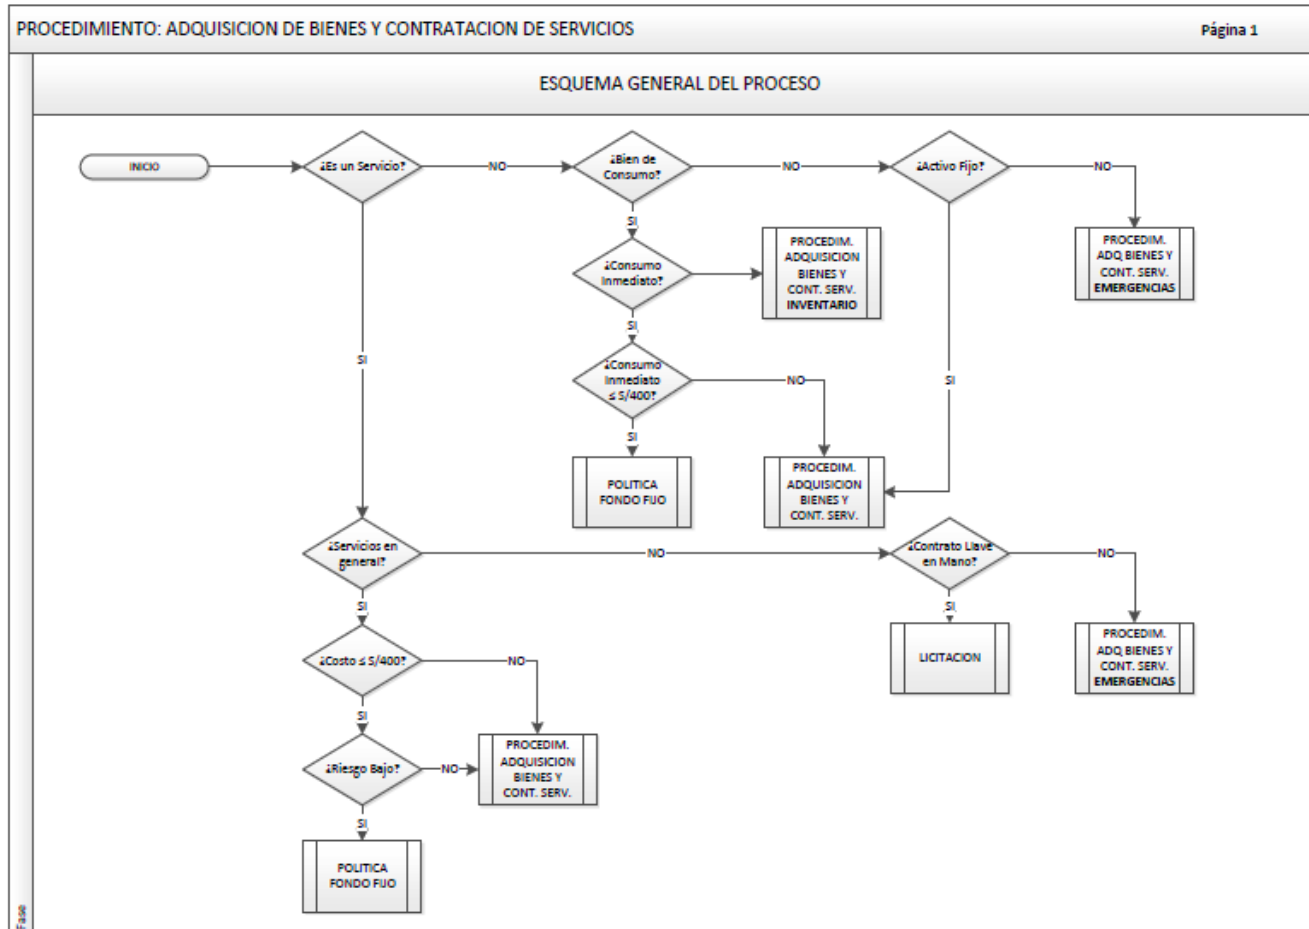 PROCEDIMIENTO: ADQUISICION DE BIENES Y CONTRATACION DE SERVICIOS
Página 1
ESQUEMA GENERAL DEL PROCESO
INICIO
¿Es un Servicio?
NO
¿Bien de
Consumo?
NO
¿Activo Fijo?
NO
SI
PROCEDIM.
ADQUISICION
BIENES Y
CONT. SERV.
INVENTARIO
PROCEDIM.
ADQ BIENES Y
CONT. SERV.
EMERGENCIAS
¿Consumo
Inmediato?
SI
SI
¿Consumo
Inmediato
≤ S/400?
NO
SI
SI
POLITICA
FONDO FIJO
PROCEDIM.
ADQUISICION
BIENES Y
CONT. SERV.
¿Servicios en
general?
NO
¿Contrato Llave
en Mano?
NO
SI
SI
¿Costo ≤ S/400?
NO
LICITACION
PROCEDIM.
ADQ BIENES Y
CONT. SERV.
EMERGENCIAS
SI
¿Riesgo Bajo?
NO
PROCEDIM.
ADQUISICION
BIENES Y
CONT. SERV.
SI
POLITICA
FONDO FIJO
Fase